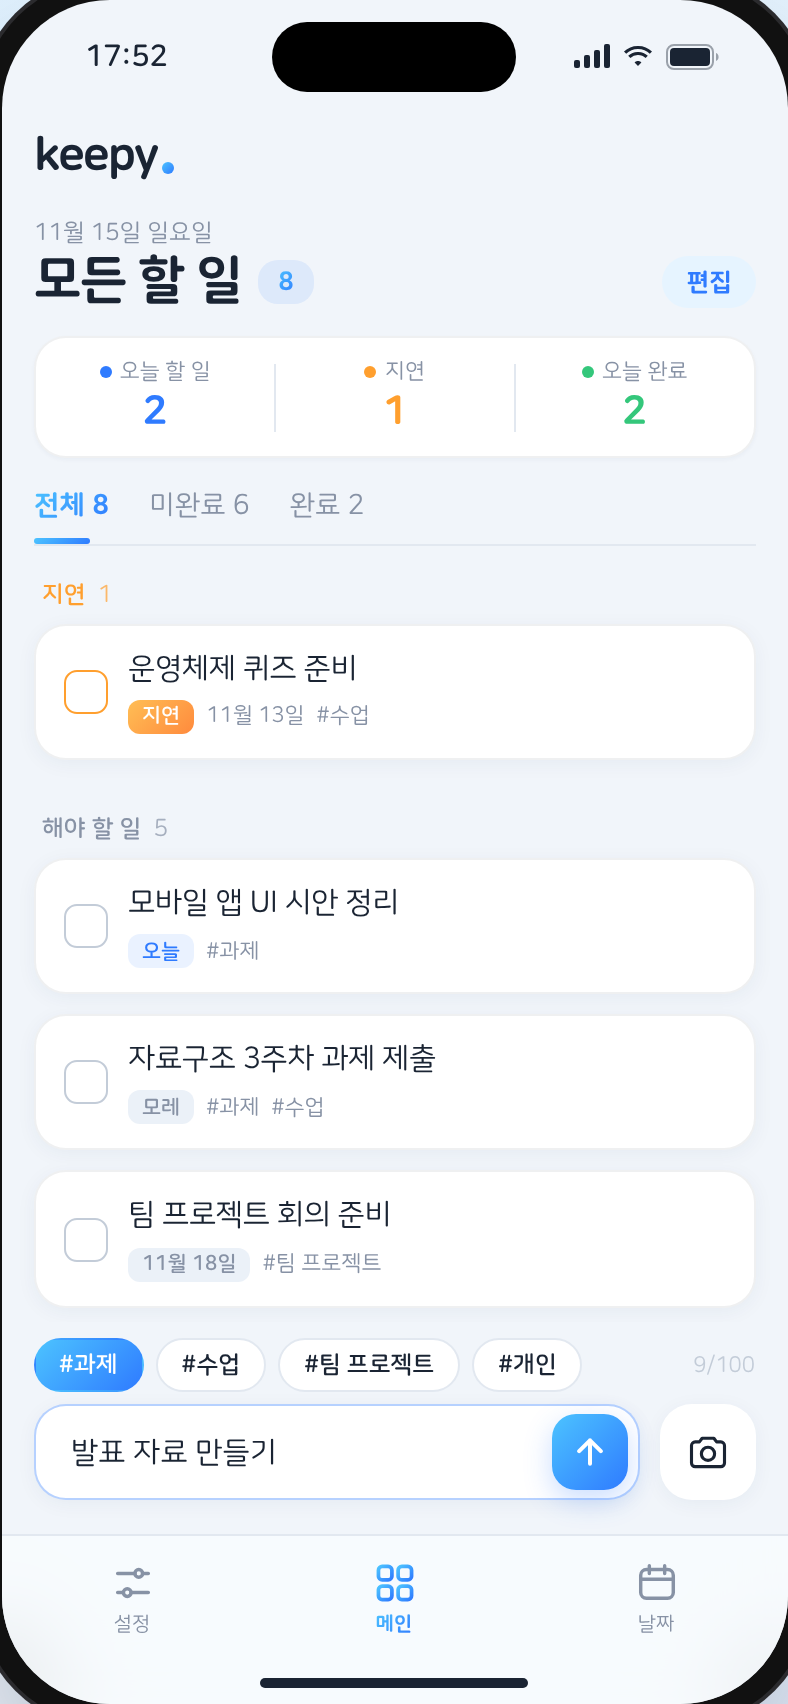 17:52
keepy.
11월 15일 일요일
모든 할 일 8 편집
오늘 할 일 지연 오늘 완료
2 1 2
전체 8 미완료 6 완료 2
지연 1
운영체제 퀴즈 준비
지연 11월 13일 #수업
해야 할 일 5
모바일 앱 UI 시안 정리
오늘 #과제
자료구조 3주차 과제 제출
모레 #과제 #수업
팀 프로젝트 회의 준비
11월 18일 #팀 프로젝트
#과제 #수업 #팀 프로젝트 #개인 9/100
발표 자료 만들기
설정 메인 날짜